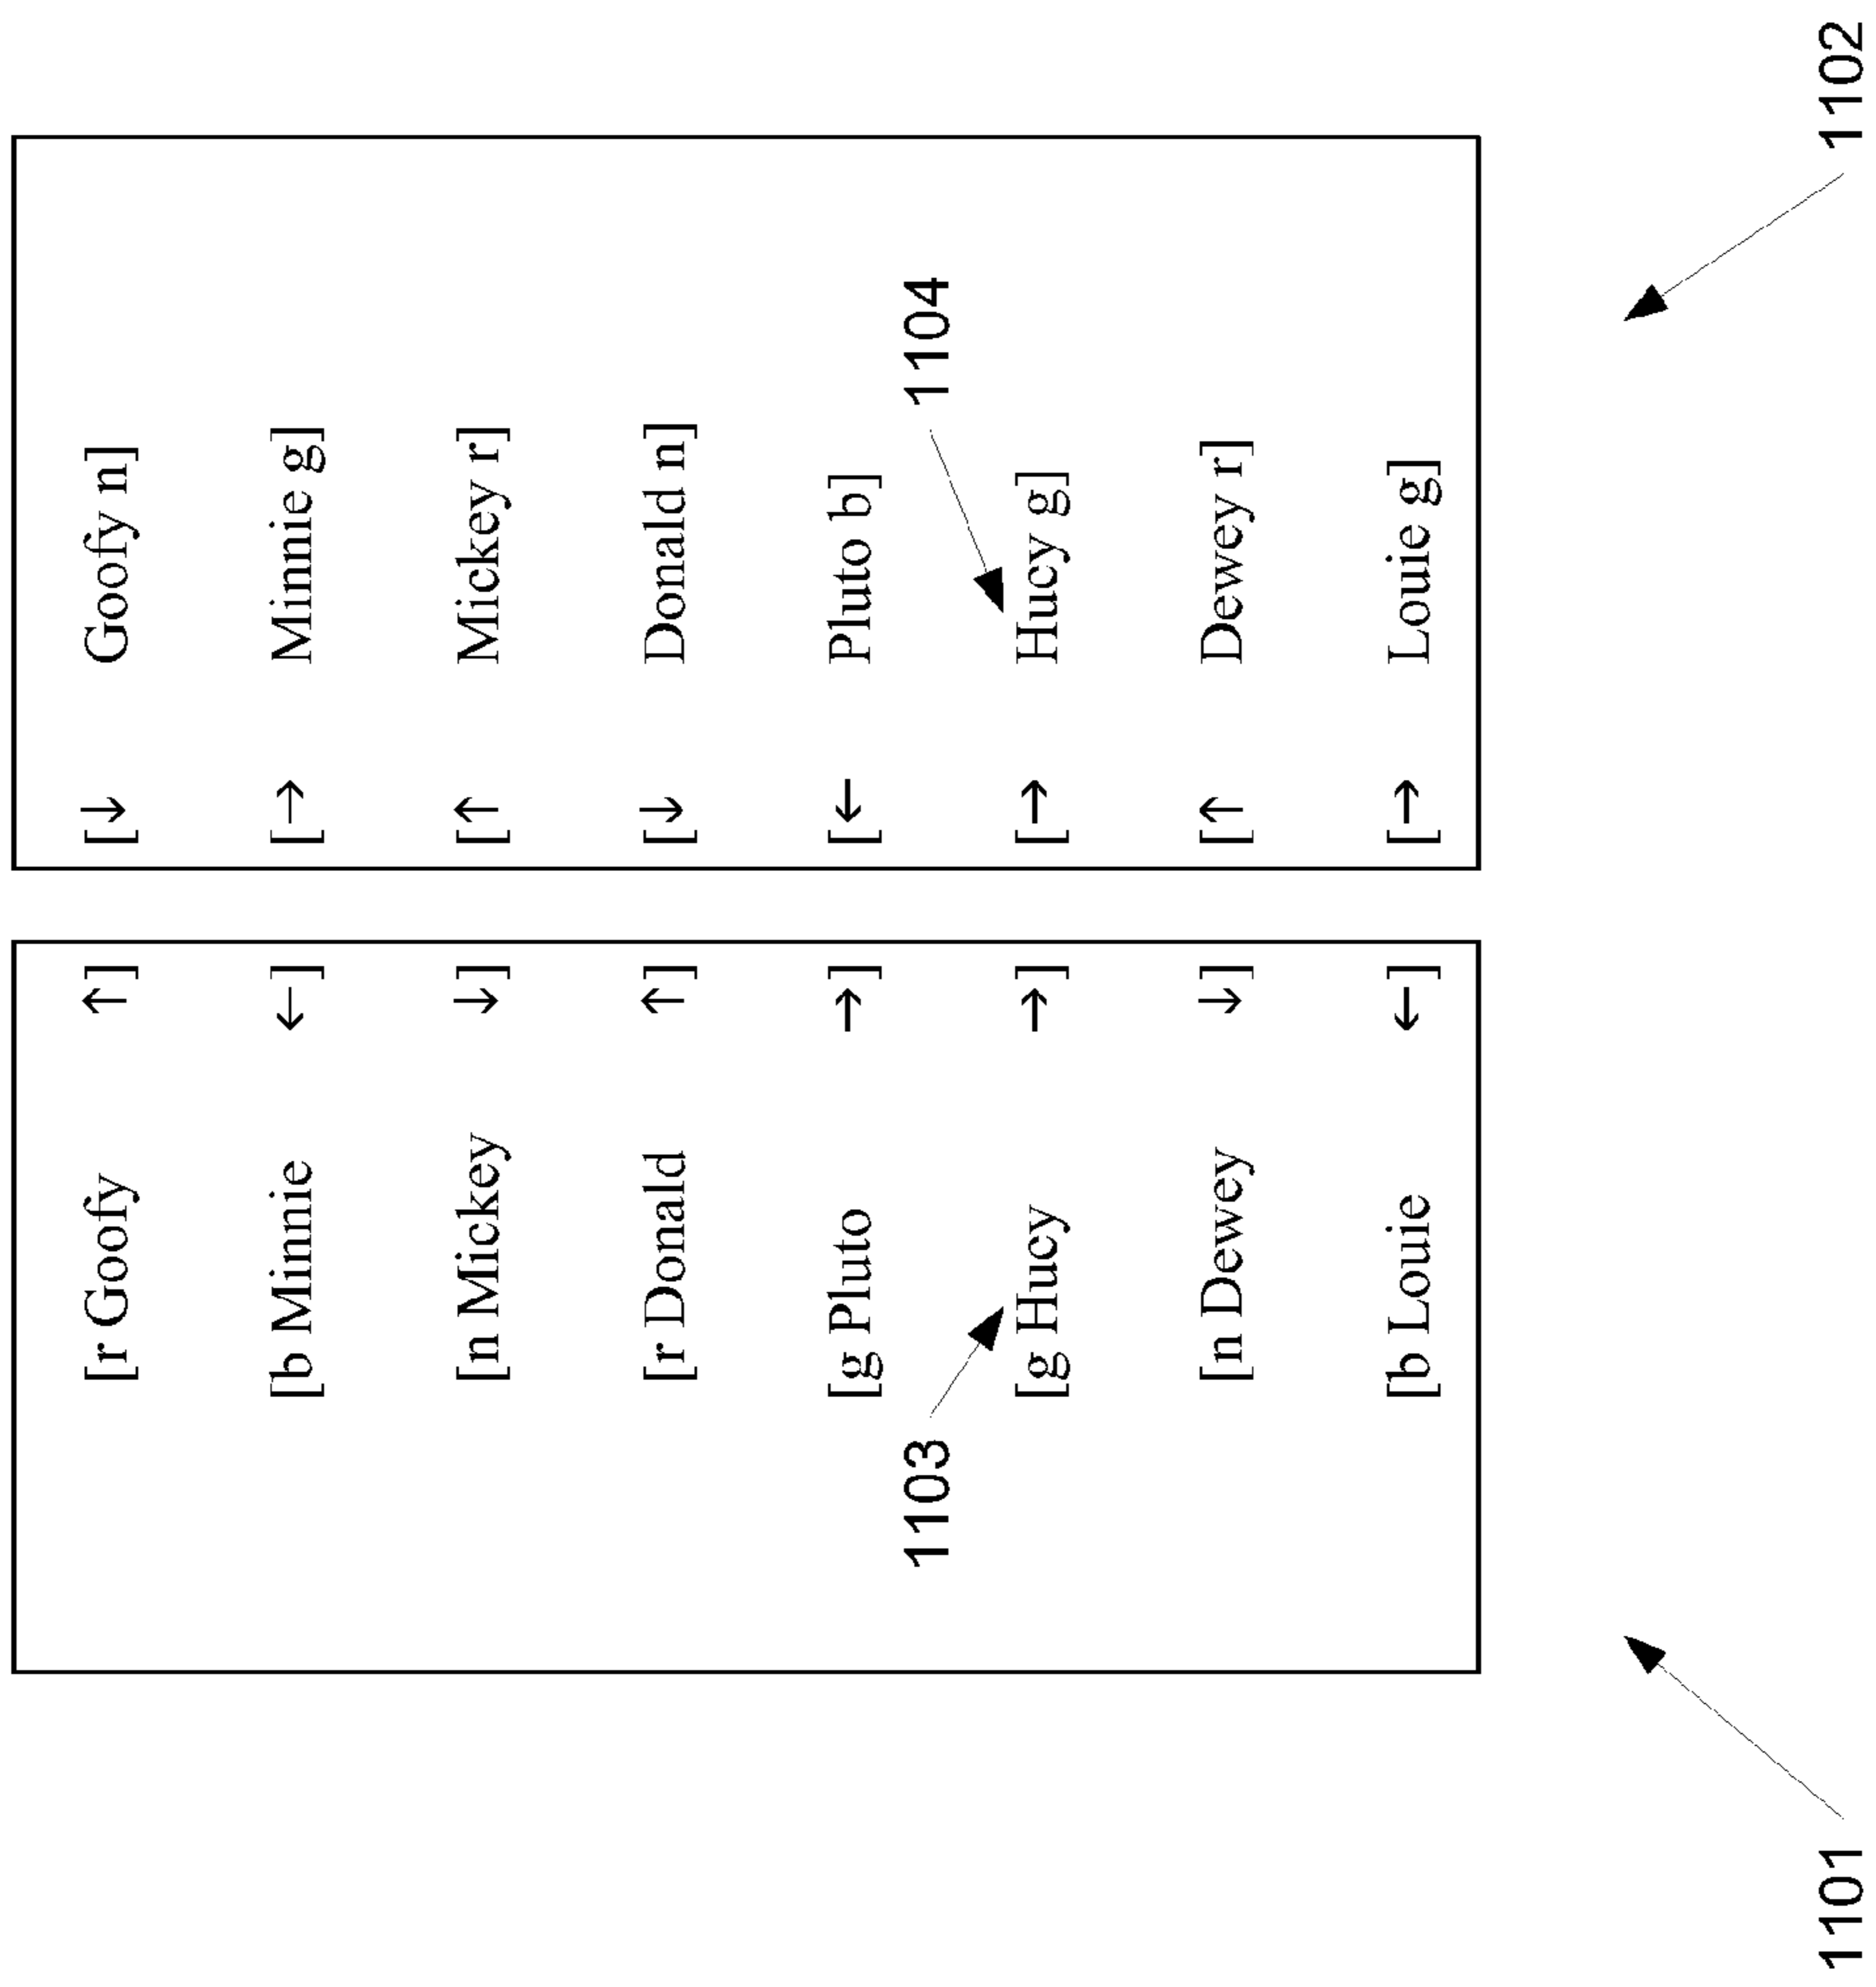 [r Goofy ↑] [↓ Goofy n]
[b Minnie ←] [→ Minnie g]
[n Mickey ↓] [↑ Mickey r]
[r Donald ↑] [↓ Donald n]
[g Pluto →] [← Pluto b]
1103 1104
[g Hucy →] [→ Hucy g]
[n Dewey ↓] [↑ Dewey r]
[b Louie ←] [→ Louie g]
1101 1102